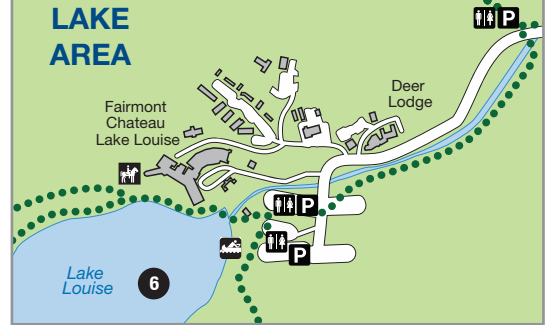 LAKE
AREA
P
Deer
Lodge
Fairmont
Chateau
Lake Louise
P
P
Lake
Louise
6